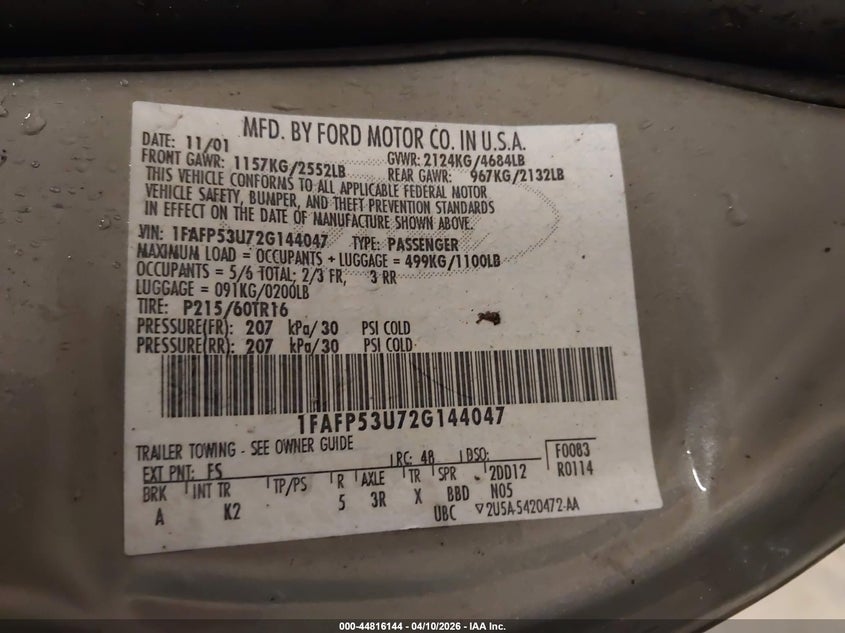 MFD. BY FORD MOTOR CO. IN U.S.A.
DATE: 11/01 GVWR: 2124KG/4684LB
FRONT GAWR: 1157KG/2552LB REAR GAWR: 967KG/2132LB
THIS VEHICLE CONFORMS TO ALL APPLICABLE FEDERAL MOTOR
VEHICLE SAFETY, BUMPER, AND THEFT PREVENTION STANDARDS
IN EFFECT ON THE DATE OF MANUFACTURE SHOWN ABOVE.
VIN: 1FAFP53U72G144047 TYPE: PASSENGER
MAXIMUM LOAD = OCCUPANTS + LUGGAGE = 499KG/1100LB
OCCUPANTS = 5/6 TOTAL; 2/3 FR, 3 RR
LUGGAGE = 091KG/0200LB
TIRE: P215/60TR16
PRESSURE(FR): 207 kPa/30 PSI COLD
PRESSURE(RR): 207 kPa/30 PSI COLD
1FAFP53U72G144047
TRAILER TOWING - SEE OWNER GUIDE
EXT PNT: FS RC: 48 DSO: F0083
BRK INT TR TP/PS R AXLE TR SPR 2DD12 R0114
A K2 5 3R X BBD N05
UBC ▽2U5A-5420472-AA
000-44816144 - 04/10/2026 - IAA Inc.